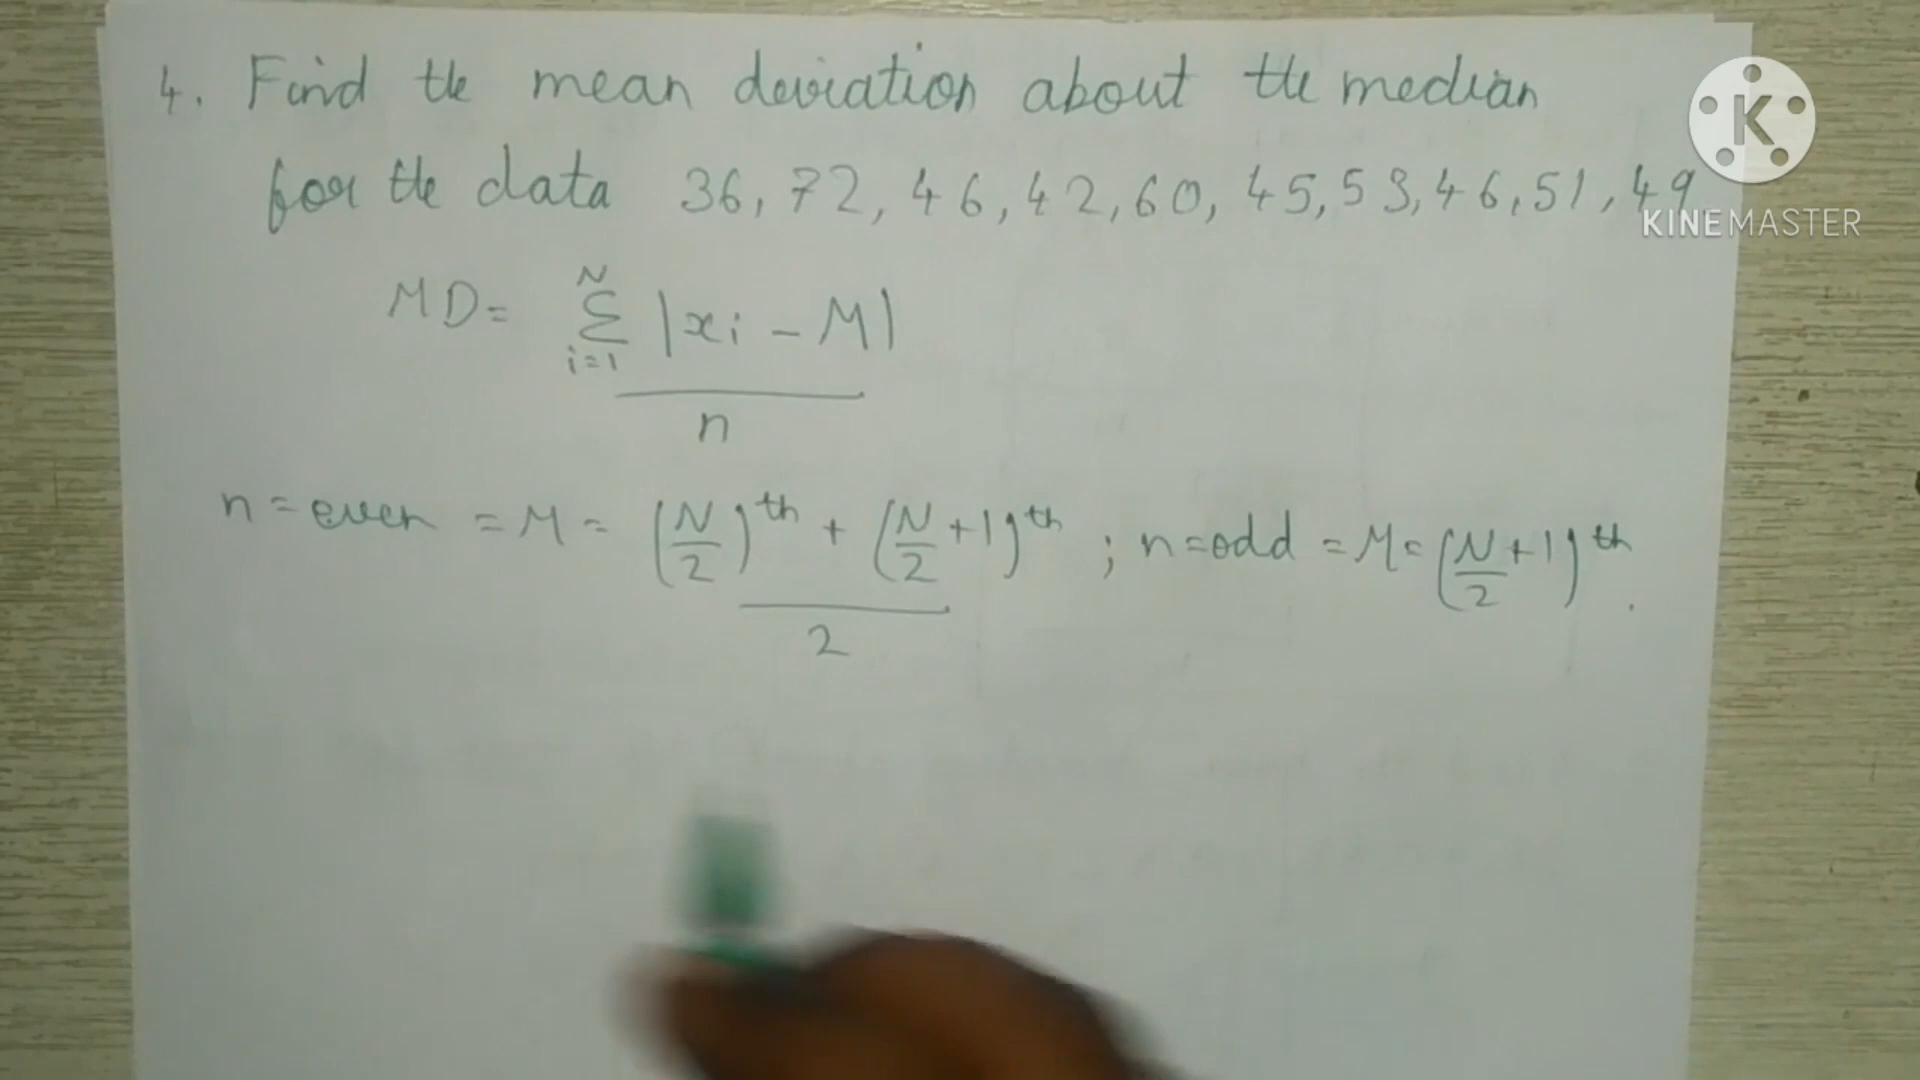 4. Find the mean deviation about the median
for the data 36, 72, 46, 42, 60, 45, 53, 46, 51, 49
K
KINEMASTER
MD = N Σ i=1 |xi - M|
n
n = even = M = (N/2)th + (N/2 + 1)th ; n = odd = M = (N/2 + 1)th .
2